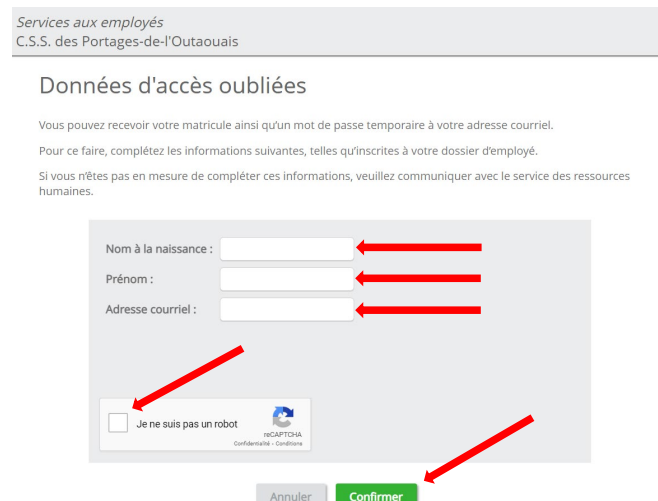 Services aux employés
C.S.S. des Portages-de-l'Outaouais
Données d'accès oubliées
Vous pouvez recevoir votre matricule ainsi qu'un mot de passe temporaire à votre adresse courriel.
Pour ce faire, complétez les informations suivantes, telles qu'inscrites à votre dossier d'employé.
Si vous n'êtes pas en mesure de compléter ces informations, veuillez communiquer avec le service des ressources
humaines.
Nom à la naissance :
Prénom :
Adresse courriel :
Je ne suis pas un robot
reCAPTCHA
Confidentialité - Conditions
Annuler
Confirmer